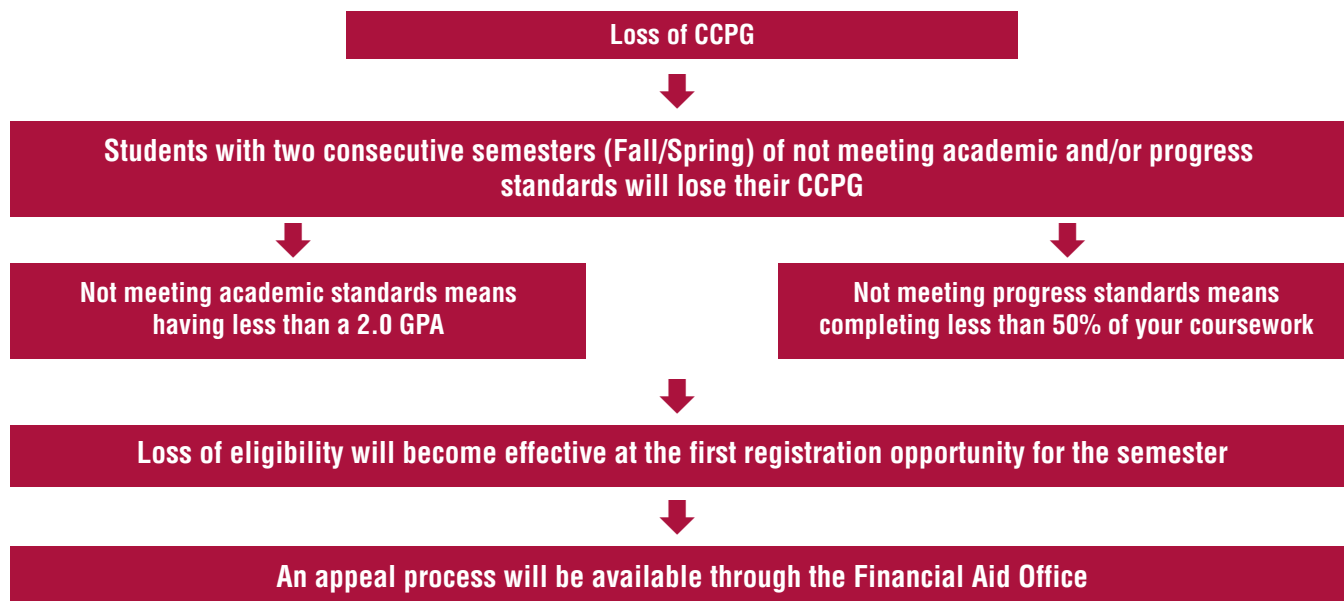 Loss of CCPG
Students with two consecutive semesters (Fall/Spring) of not meeting academic and/or progress
standards will lose their CCPG
Not meeting academic standards means
having less than a 2.0 GPA
Not meeting progress standards means
completing less than 50% of your coursework
Loss of eligibility will become effective at the first registration opportunity for the semester
An appeal process will be available through the Financial Aid Office